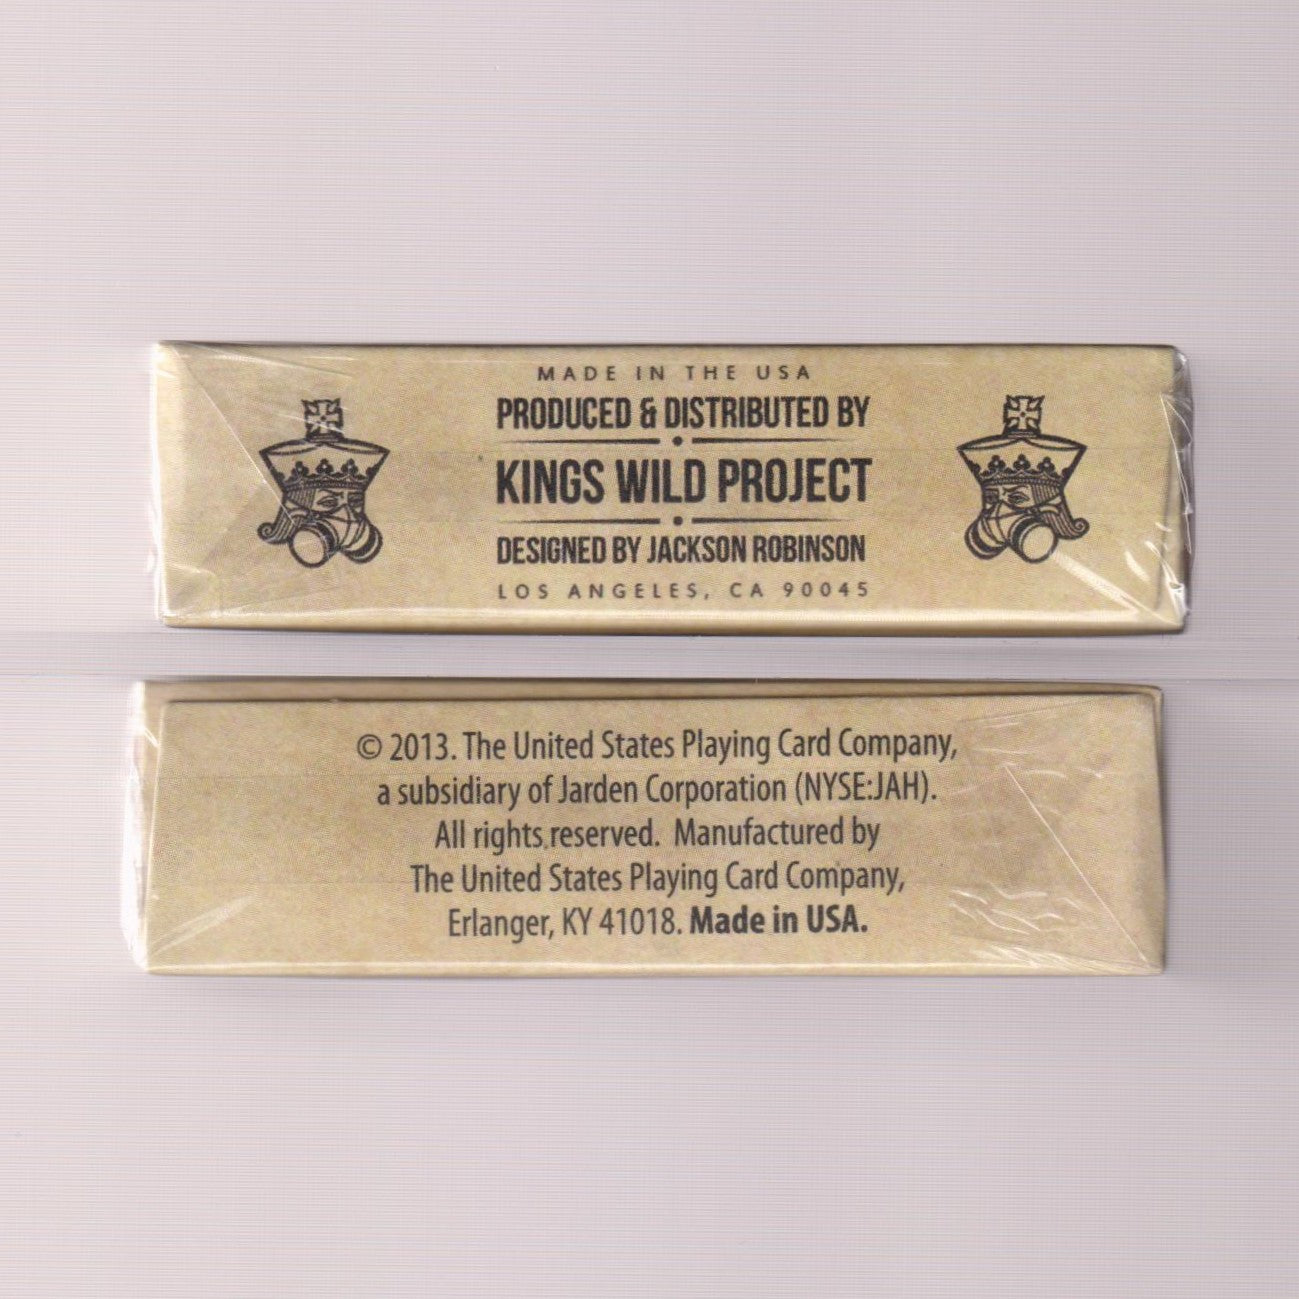 MADE IN THE USA
PRODUCED & DISTRIBUTED BY
KINGS WILD PROJECT
DESIGNED BY JACKSON ROBINSON
LOS ANGELES, CA 90045
© 2013. The United States Playing Card Company,
a subsidiary of Jarden Corporation (NYSE:JAH).
All rights reserved. Manufactured by
The United States Playing Card Company,
Erlanger, KY 41018. Made in USA.